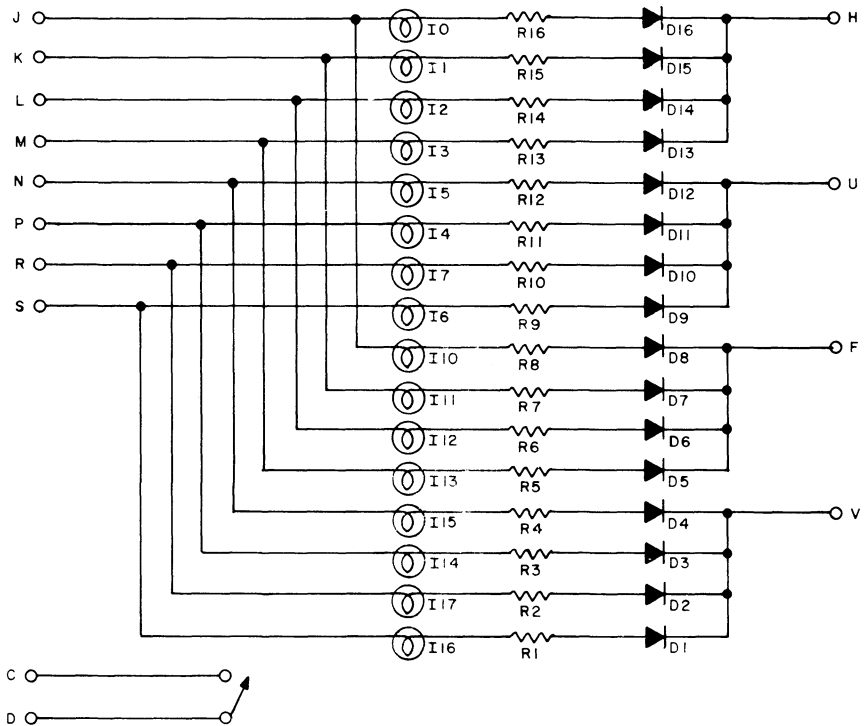 J I0 R16 D16 H
K I1 R15 D15
L I2 R14 D14
M I3 R13 D13
N I5 R12 D12 U
P I4 R11 D11
R I7 R10 D10
S I6 R9 D9
I10 R8 D8 F
I11 R7 D7
I12 R6 D6
I13 R5 D5
I15 R4 D4 V
I14 R3 D3
I17 R2 D2
I16 R1 D1
C
D